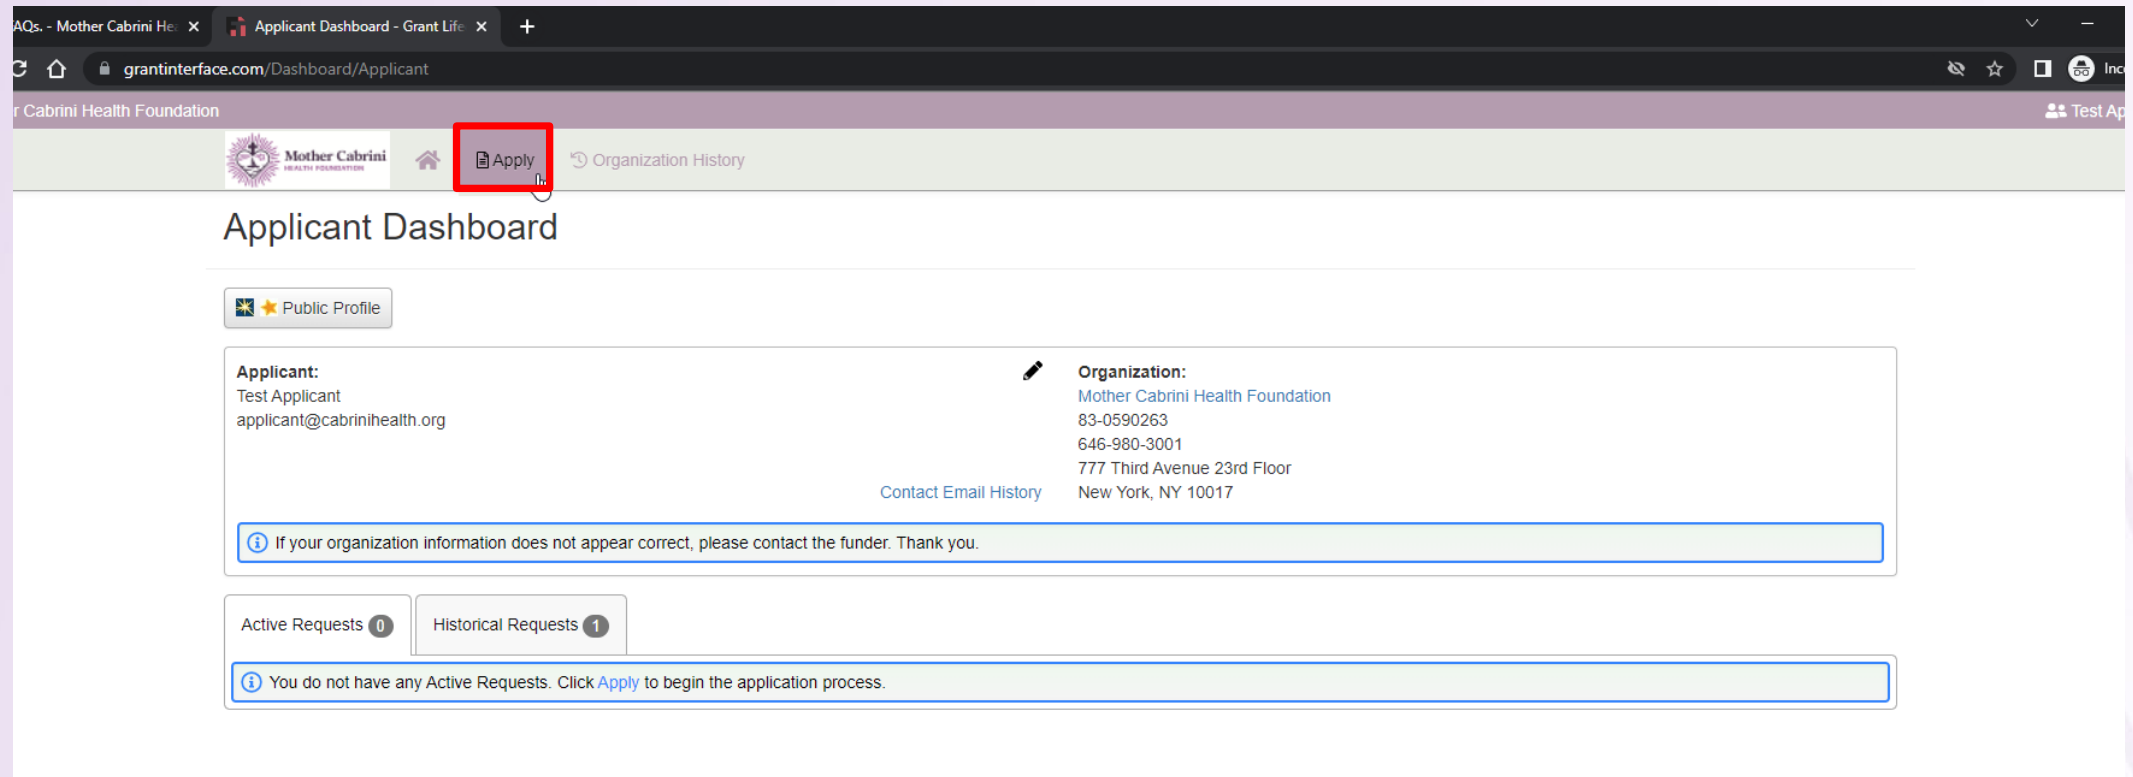 AQs. - Mother Cabrini He
Applicant Dashboard - Grant Life
grantinterface.com/Dashboard/Applicant
Inc
r Cabrini Health Foundation
Test Ap
Mother Cabrini
HEALTH FOUNDATION
Apply
Organization History
Applicant Dashboard
Public Profile
Applicant:
Test Applicant
applicant@cabrinihealth.org
Contact Email History
Organization:
Mother Cabrini Health Foundation
83-0590263
646-980-3001
777 Third Avenue 23rd Floor
New York, NY 10017
If your organization information does not appear correct, please contact the funder. Thank you.
Active Requests 0
Historical Requests 1
You do not have any Active Requests. Click Apply to begin the application process.